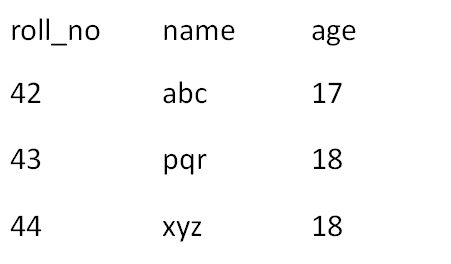 roll_no name age
42 abc 17
43 pqr 18
44 xyz 18